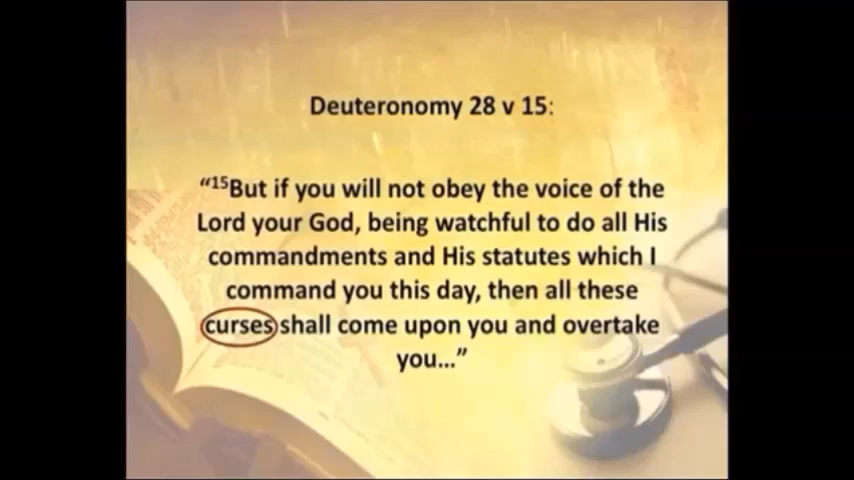 Deuteronomy 28 v 15:
“¹⁵But if you will not obey the voice of the
Lord your God, being watchful to do all His
commandments and His statutes which I
command you this day, then all these
curses shall come upon you and overtake
you...”